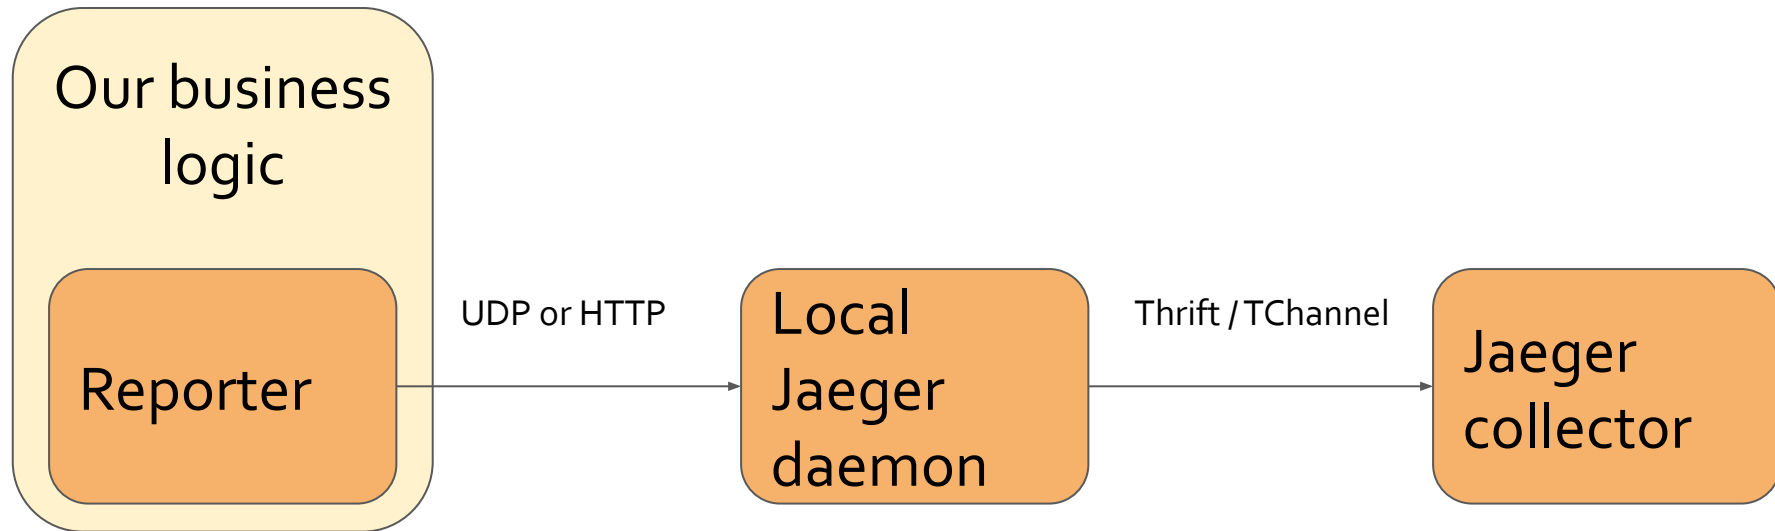 Our business
logic
Reporter
UDP or HTTP
Local
Jaeger
daemon
Thrift / TChannel
Jaeger
collector